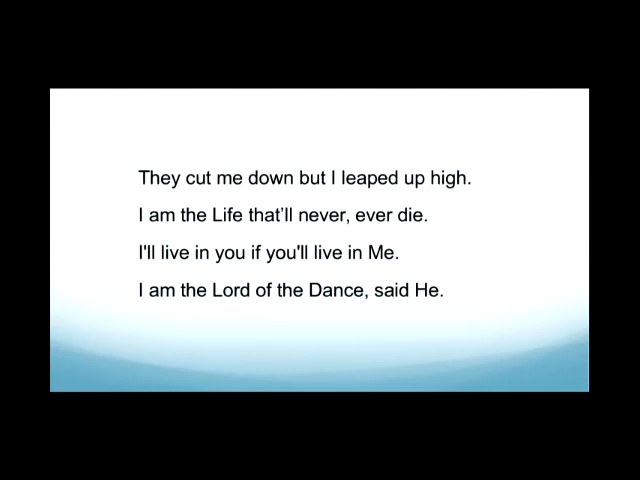 They cut me down but I leaped up high.
I am the Life that’ll never, ever die.
I'll live in you if you'll live in Me.
I am the Lord of the Dance, said He.